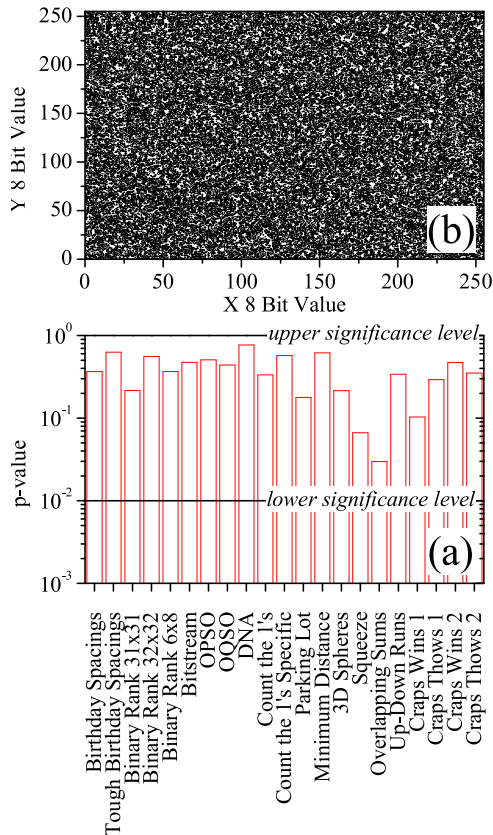 250
200
150
100
50
0
Y 8 Bit Value
(b)
0 50 100 150 200 250
X 8 Bit Value
10^0
10^-1
10^-2
10^-3
p-value
upper significance level
lower significance level
(a)
Birthday Spacings
Tough Birthday Spacings
Binary Rank 31x31
Binary Rank 32x32
Binary Rank 6x8
Bitstream
OPSO
OQSO
DNA
Count the 1's
Count the 1's Specific
Parking Lot
Minimum Distance
3D Spheres
Squeeze
Overlapping Sums
Up-Down Runs
Craps Wins 1
Craps Thows 1
Craps Wins 2
Craps Thows 2